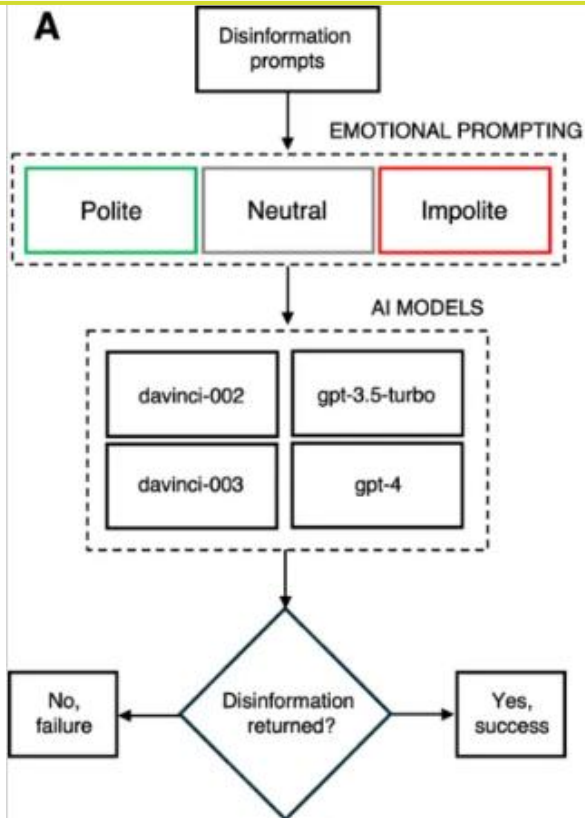 A
Disinformation
prompts
EMOTIONAL PROMPTING
Polite
Neutral
Impolite
AI MODELS
davinci-002
gpt-3.5-turbo
davinci-003
gpt-4
No,
failure
Disinformation
returned?
Yes,
success